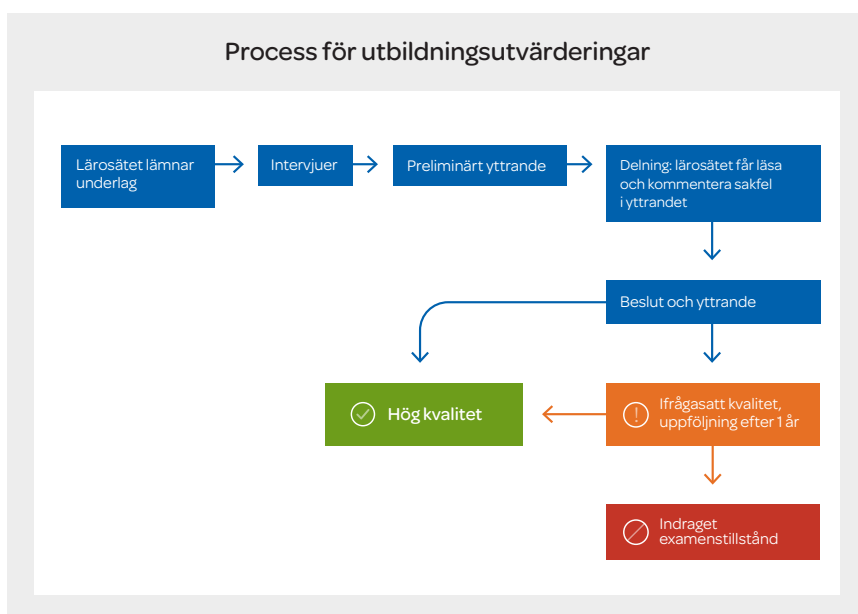 Process för utbildningsutvärderingar
Lärosätet lämnar
underlag
Intervjuer
Preliminärt yttrande
Delning: lärosätet får läsa
och kommentera sakfel
i yttrandet
Beslut och yttrande
Hög kvalitet
Ifrågasatt kvalitet,
uppföljning efter 1 år
Indraget
examenstillstånd